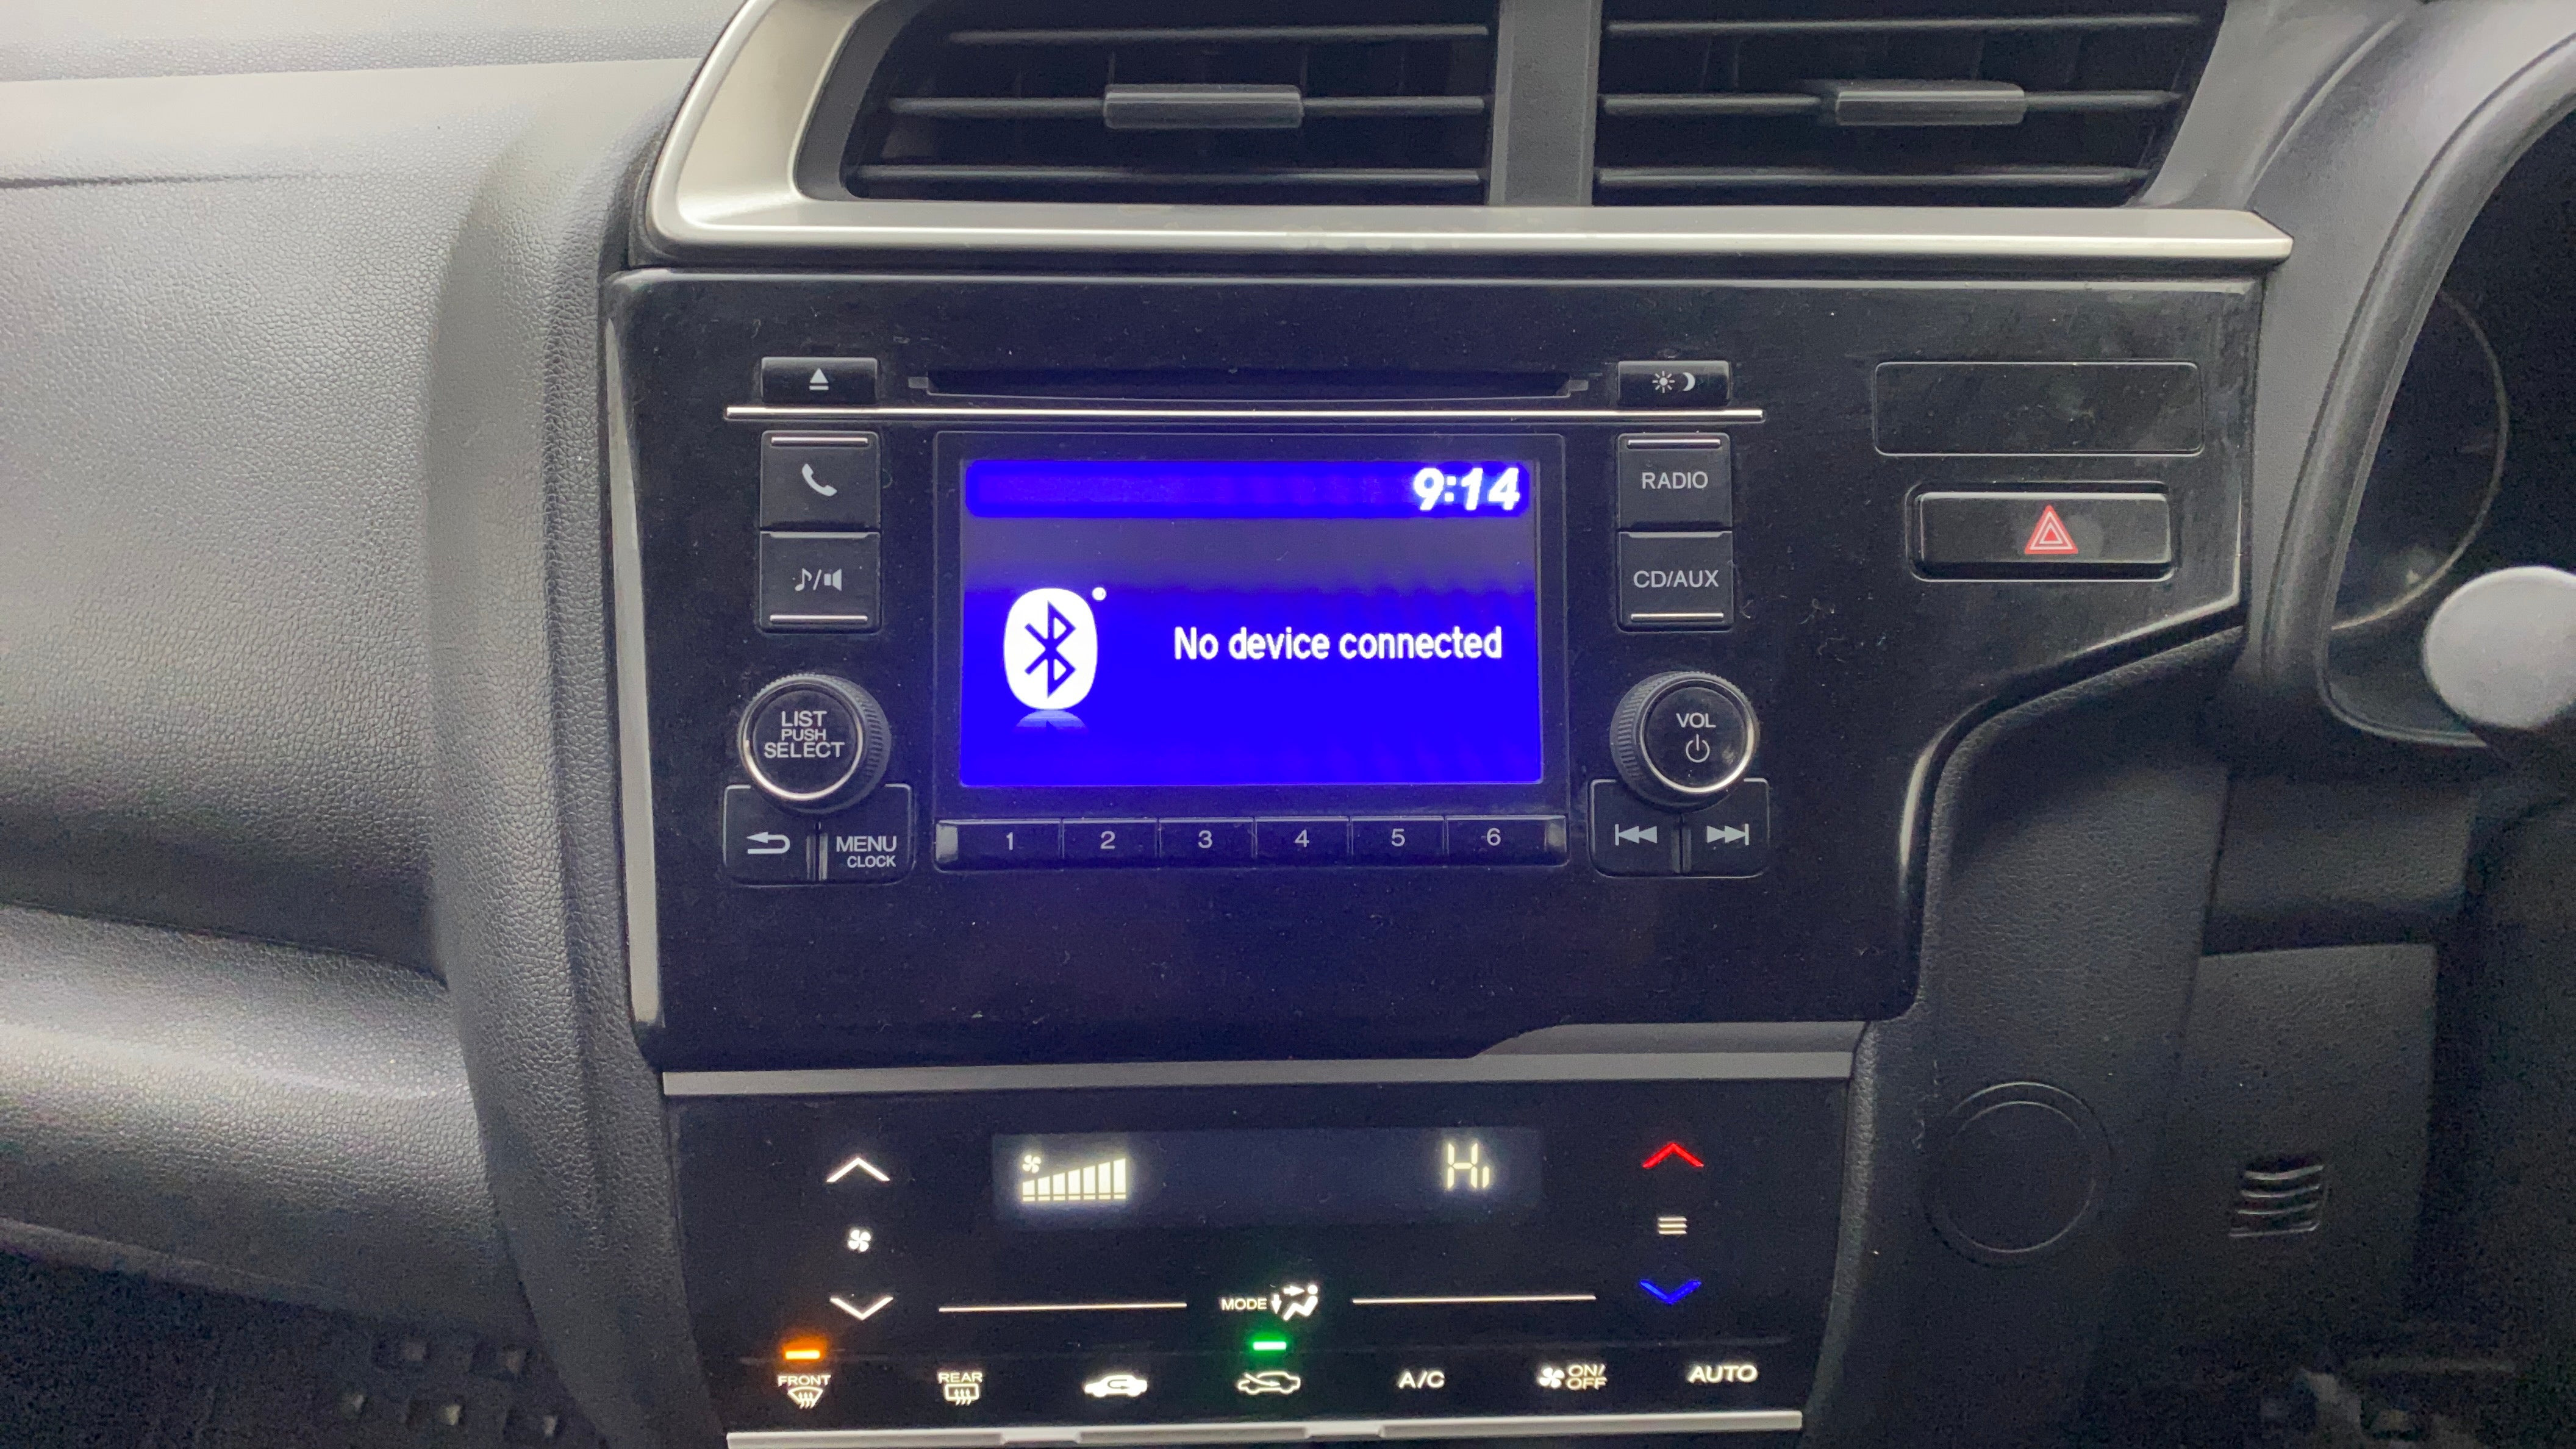 9:14
RADIO
CD/AUX
No device connected
LIST
PUSH
SELECT
VOL
MENU
CLOCK
1 2 3 4 5 6
Hi
MODE
FRONT
REAR
A/C
ON/
OFF
AUTO